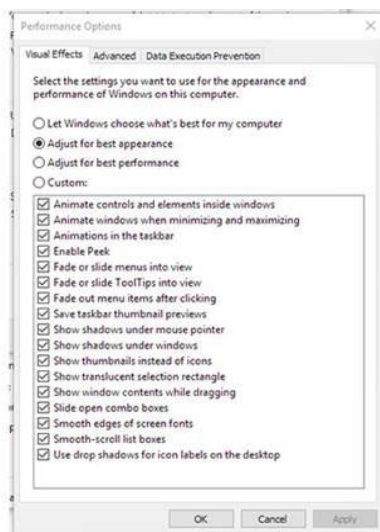 Performance Options
Visual Effects Advanced Data Execution Prevention
Select the settings you want to use for the appearance and
performance of Windows on this computer.
Let Windows choose what's best for my computer
Adjust for best appearance
Adjust for best performance
Custom:
Animate controls and elements inside windows
Animate windows when minimizing and maximizing
Animations in the taskbar
Enable Peek
Fade or slide menus into view
Fade or slide ToolTips into view
Fade out menu items after clicking
Save taskbar thumbnail previews
Show shadows under mouse pointer
Show shadows under windows
Show thumbnails instead of icons
Show translucent selection rectangle
Show window contents while dragging
Slide open combo boxes
Smooth edges of screen fonts
Smooth-scroll list boxes
Use drop shadows for icon labels on the desktop
OK Cancel Apply